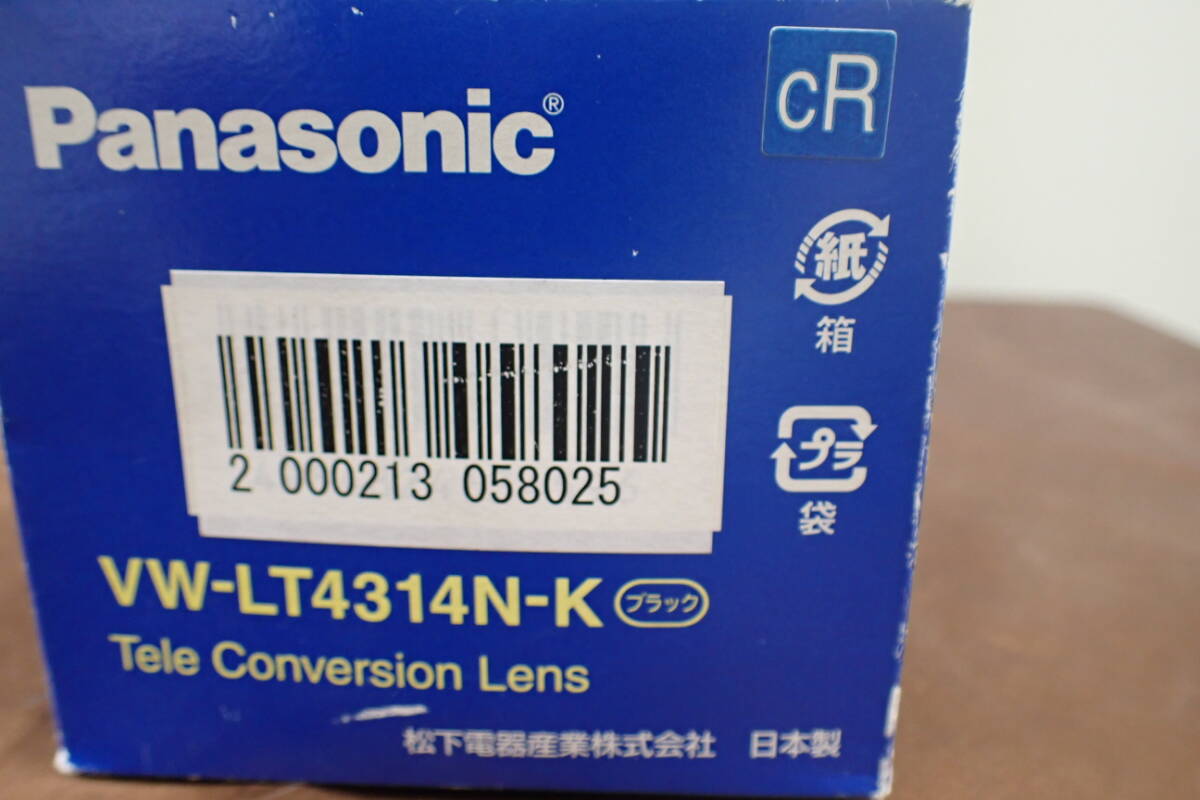 Panasonic®
CR
紙
箱
2 000213 058025
プラ
袋
VW-LT4314N-K ブラック
Tele Conversion Lens
松下電器産業株式会社 日本製